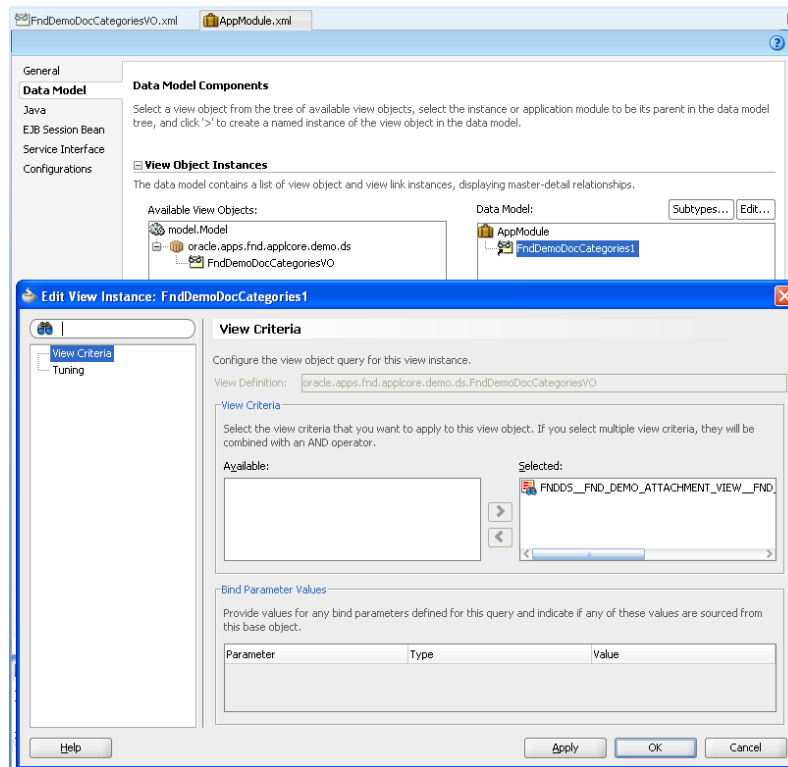 FndDemoDocCategoriesVO.xml
AppModule.xml
General
Data Model
Java
EJB Session Bean
Service Interface
Configurations
Data Model Components
Select a view object from the tree of available view objects, select the instance or application module to be its parent in the data model
tree, and click '>' to create a named instance of the view object in the data model.
View Object Instances
The data model contains a list of view object and view link instances, displaying master-detail relationships.
Available View Objects:
model.Model
oracle.apps.fnd.applcore.demo.ds
FndDemoDocCategoriesVO
Data Model:
Subtypes...
Edit...
AppModule
FndDemoDocCategories1
Edit View Instance: FndDemoDocCategories1
View Criteria
Tuning
View Criteria
Configure the view object query for this view instance.
View Definition: oracle.apps.fnd.applcore.demo.ds.FndDemoDocCategoriesVO
View Criteria
Select the view criteria that you want to apply to this view object. If you select multiple view criteria, they will be
combined with an AND operator.
Available:
Selected:
FNDDS__FND_DEMO_ATTACHMENT_VIEW__FND_
Bind Parameter Values
Provide values for any bind parameters defined for this query and indicate if any of these values are sourced from
this base object.
Parameter Type Value
Help
Apply
OK
Cancel